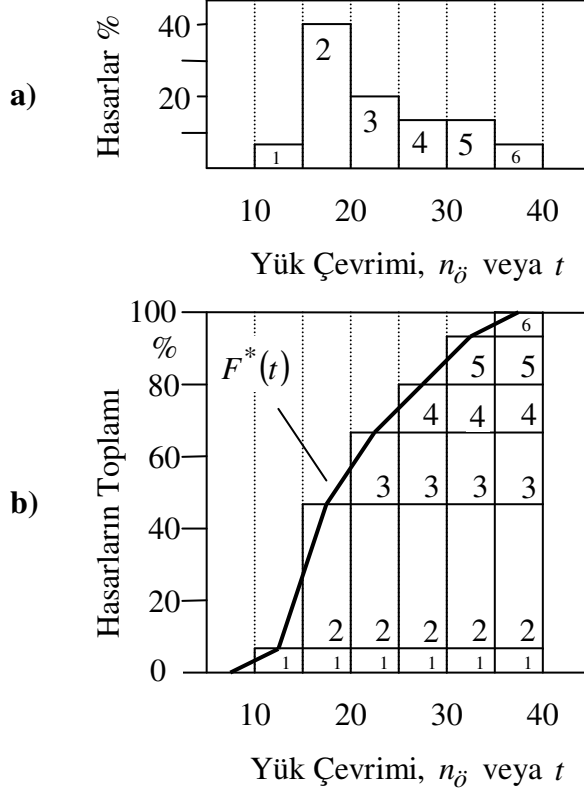 a)
Hasarlar %
40
20
2
3
4
5
1
6
10 20 30 40
Yük Çevrimi, nö veya t
b)
Hasarların Toplamı
100
%
80
60
40
20
0
F*(t)
6
5 5
4 4 4
3 3 3 3
2 2 2 2 2
1 1 1 1 1 1
10 20 30 40
Yük Çevrimi, nö veya t